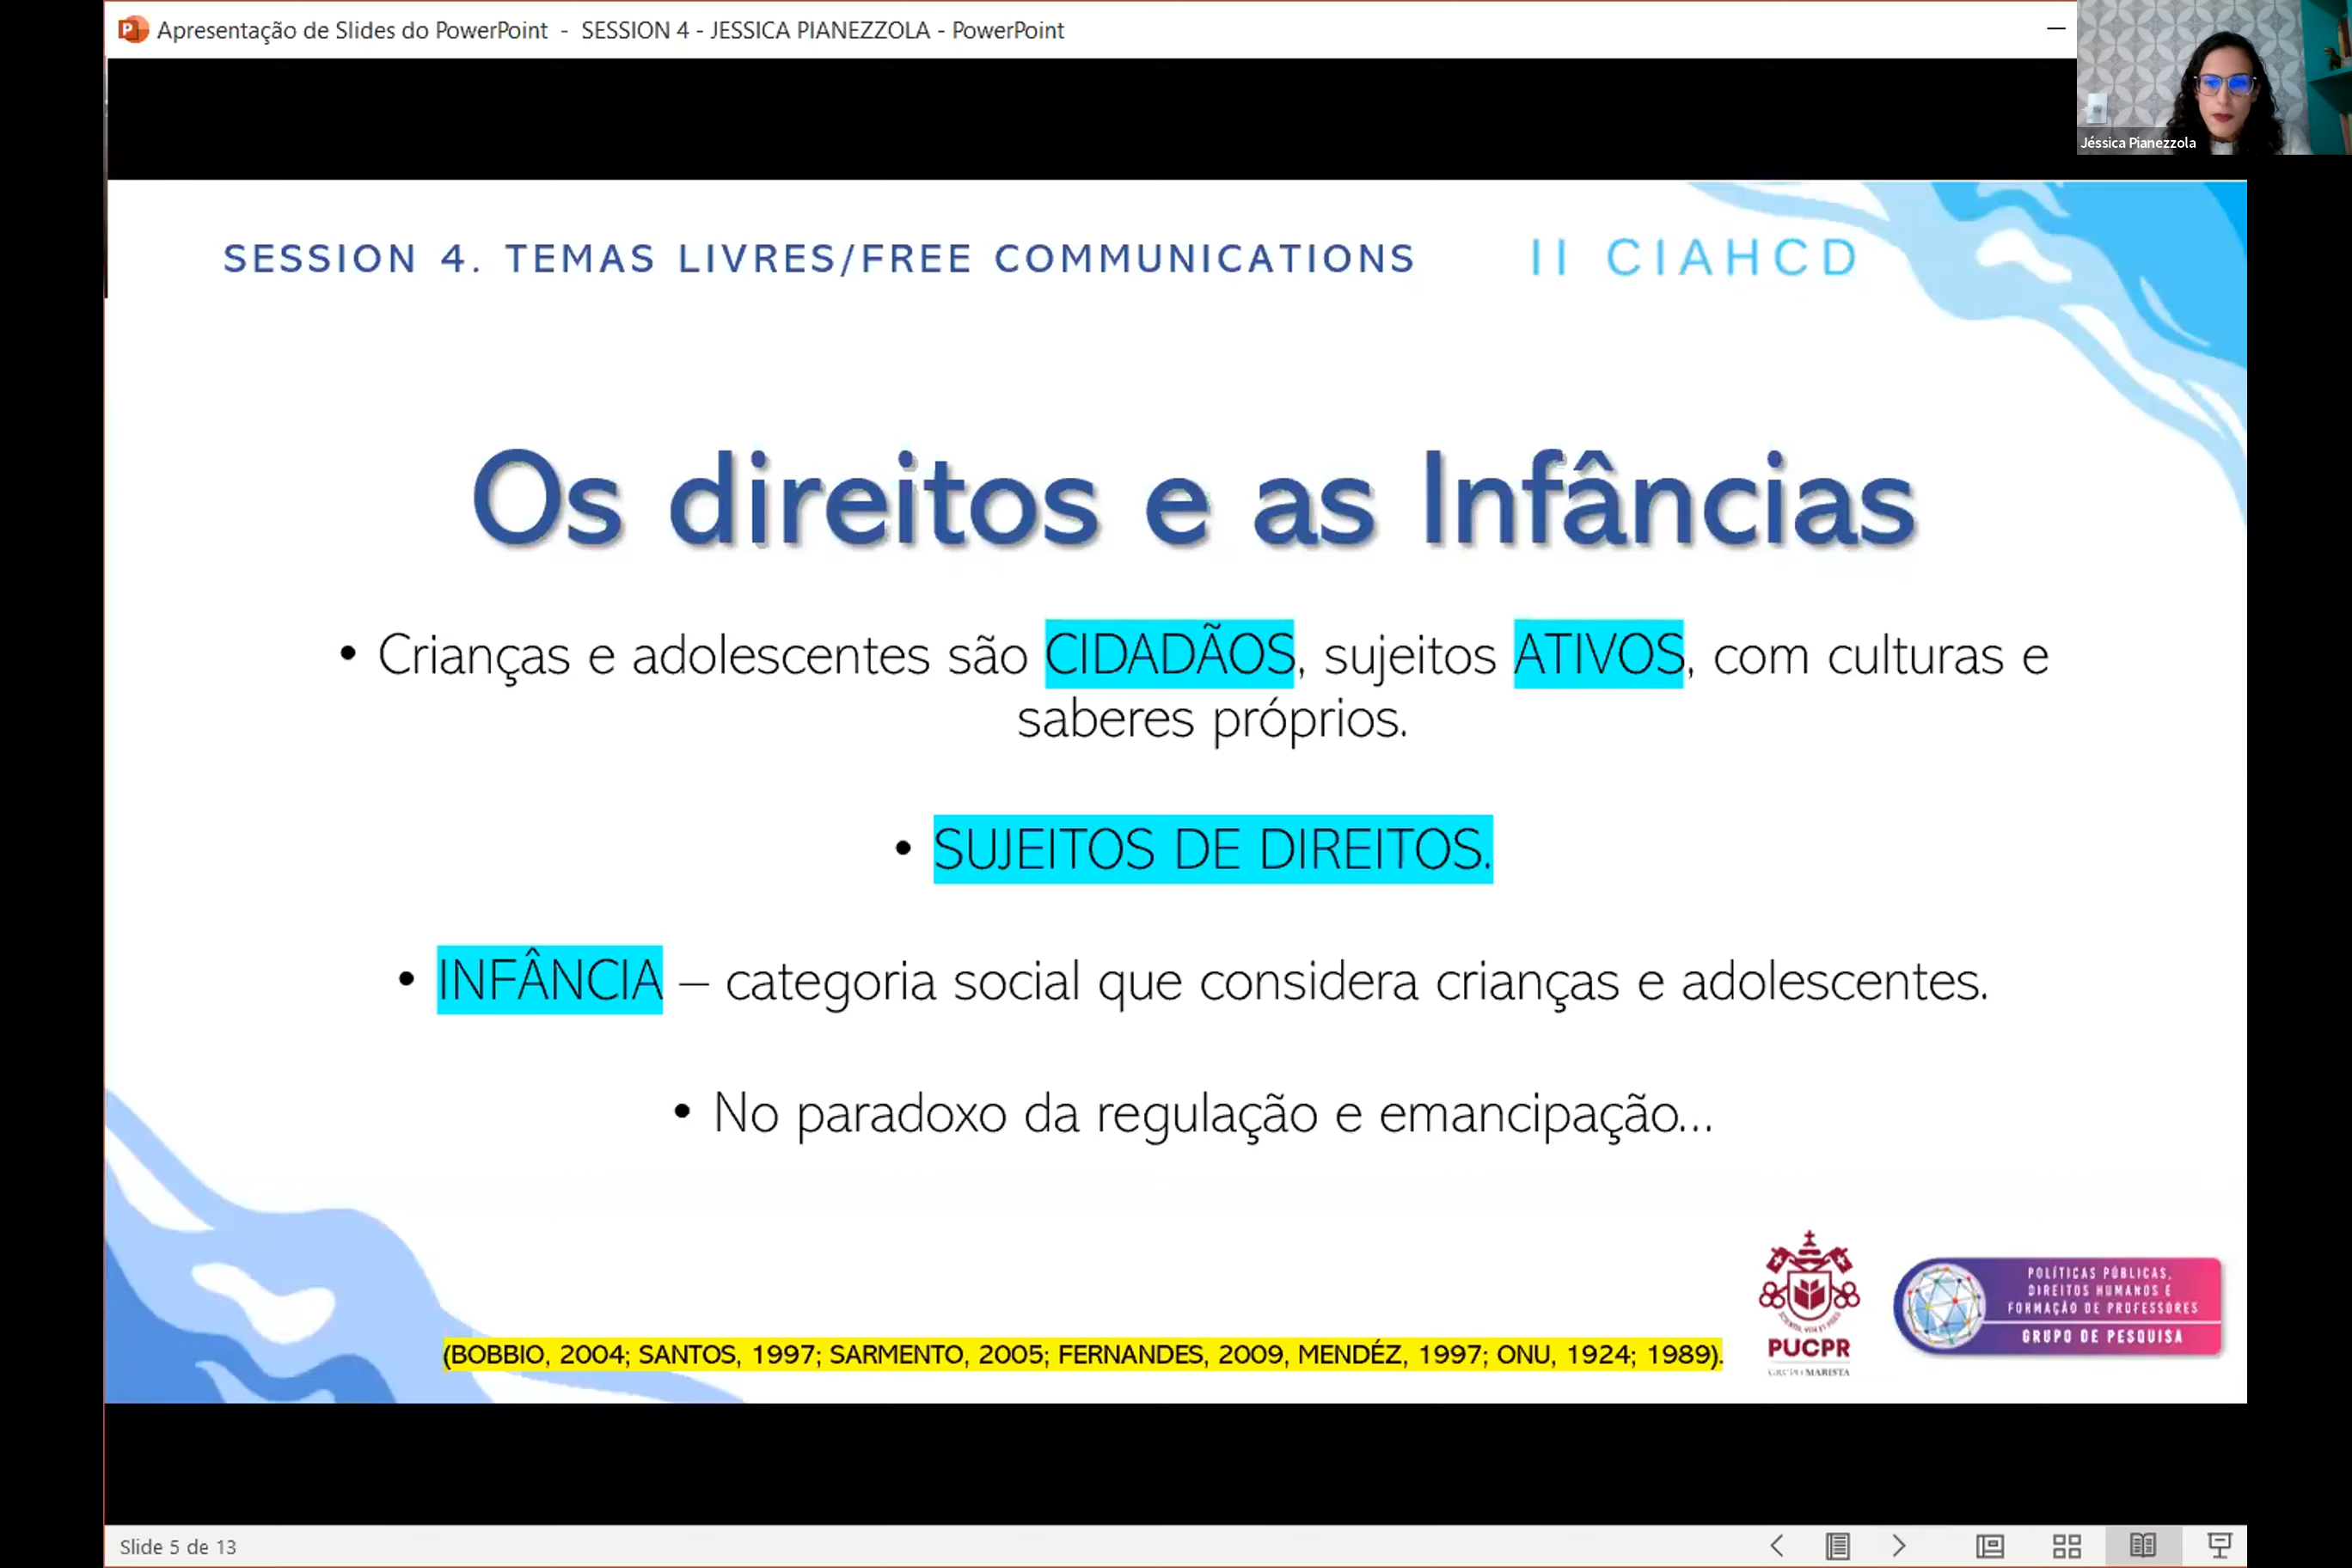 Apresentação de Slides do PowerPoint - SESSION 4 - JESSICA PIANEZZOLA - PowerPoint
Jéssica Pianezzola
SESSION 4. TEMAS LIVRES/FREE COMMUNICATIONS
II CIAHCD
Os direitos e as Infâncias
• Crianças e adolescentes são CIDADÃOS, sujeitos ATIVOS, com culturas e
saberes próprios.
• SUJEITOS DE DIREITOS.
• INFÂNCIA – categoria social que considera crianças e adolescentes.
• No paradoxo da regulação e emancipação...
(BOBBIO, 2004; SANTOS, 1997; SARMENTO, 2005; FERNANDES, 2009, MENDÉZ, 1997; ONU, 1924; 1989).
PUCPR
GRUPO MARISTA
POLÍTICAS PÚBLICAS,
DIREITOS HUMANOS E
FORMAÇÃO DE PROFESSORES
GRUPO DE PESQUISA
Slide 5 de 13